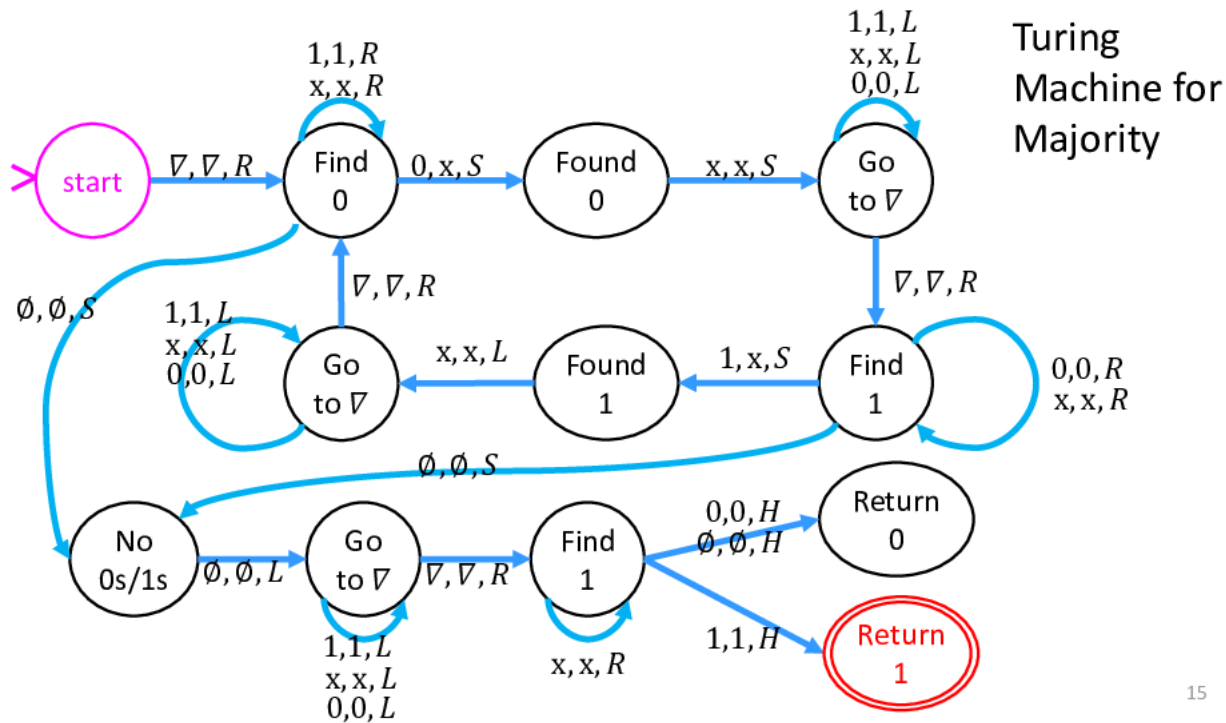 Turing
Machine for
Majority
1,1, R
x, x, R
1,1, L
x, x, L
0,0, L
start
∇, ∇, R
Find
0
0, x, S
Found
0
x, x, S
Go
to ∇
∅, ∅, S
∇, ∇, R
∇, ∇, R
1,1, L
x, x, L
0,0, L
Go
to ∇
x, x, L
Found
1
1, x, S
Find
1
0,0, R
x, x, R
∅, ∅, S
No
0s/1s
∅, ∅, L
Go
to ∇
∇, ∇, R
Find
1
0,0, H
∅, ∅, H
Return
0
1,1, L
x, x, L
0,0, L
x, x, R
1,1, H
Return
1
15